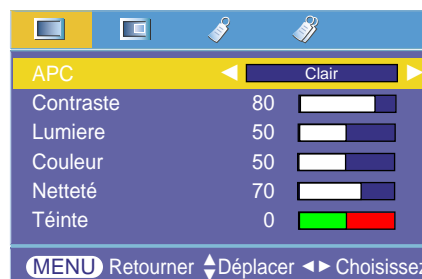 APC Clair
Contraste 80
Lumiere 50
Couleur 50
Netteté 70
Téinte 0
MENU Retourner Déplacer Choisissez